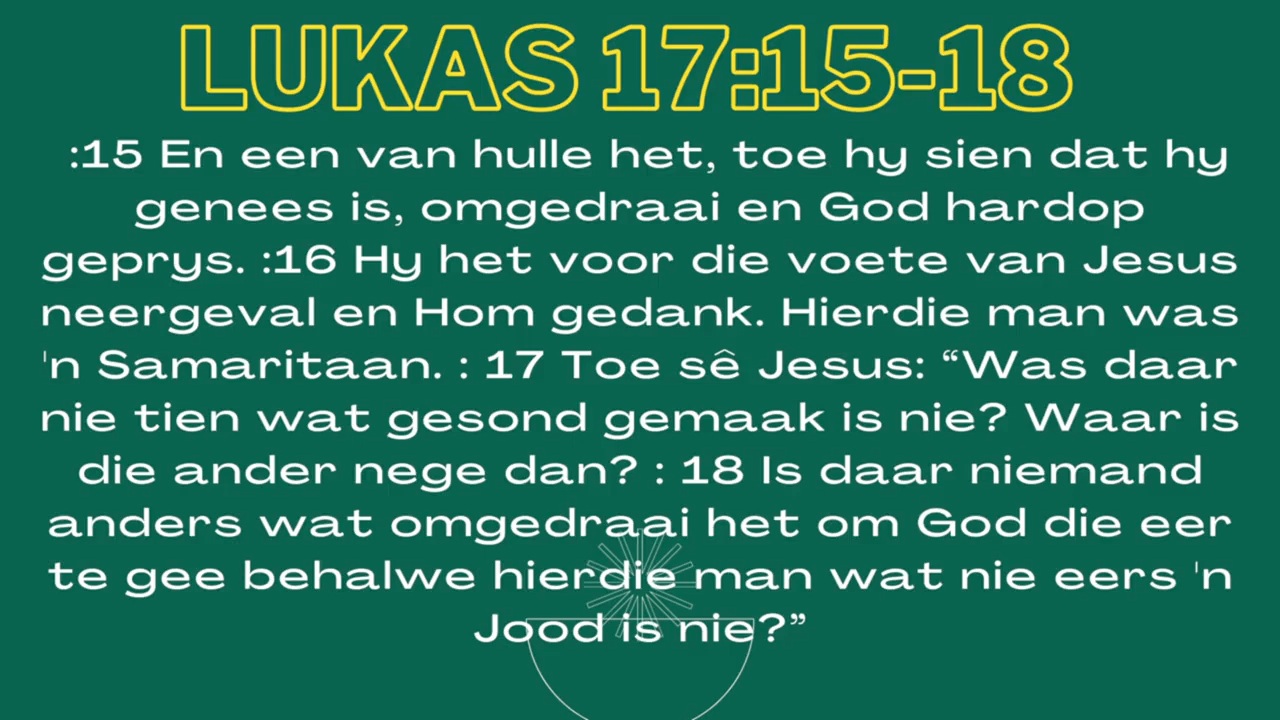 LUKAS 17:15-18
:15 En een van hulle het, toe hy sien dat hy
genees is, omgedraai en God hardop
geprys. :16 Hy het voor die voete van Jesus
neergeval en Hom gedank. Hierdie man was
'n Samaritaan. : 17 Toe sê Jesus: “Was daar
nie tien wat gesond gemaak is nie? Waar is
die ander nege dan? : 18 Is daar niemand
anders wat omgedraai het om God die eer
te gee behalwe hierdie man wat nie eers 'n
Jood is nie?”